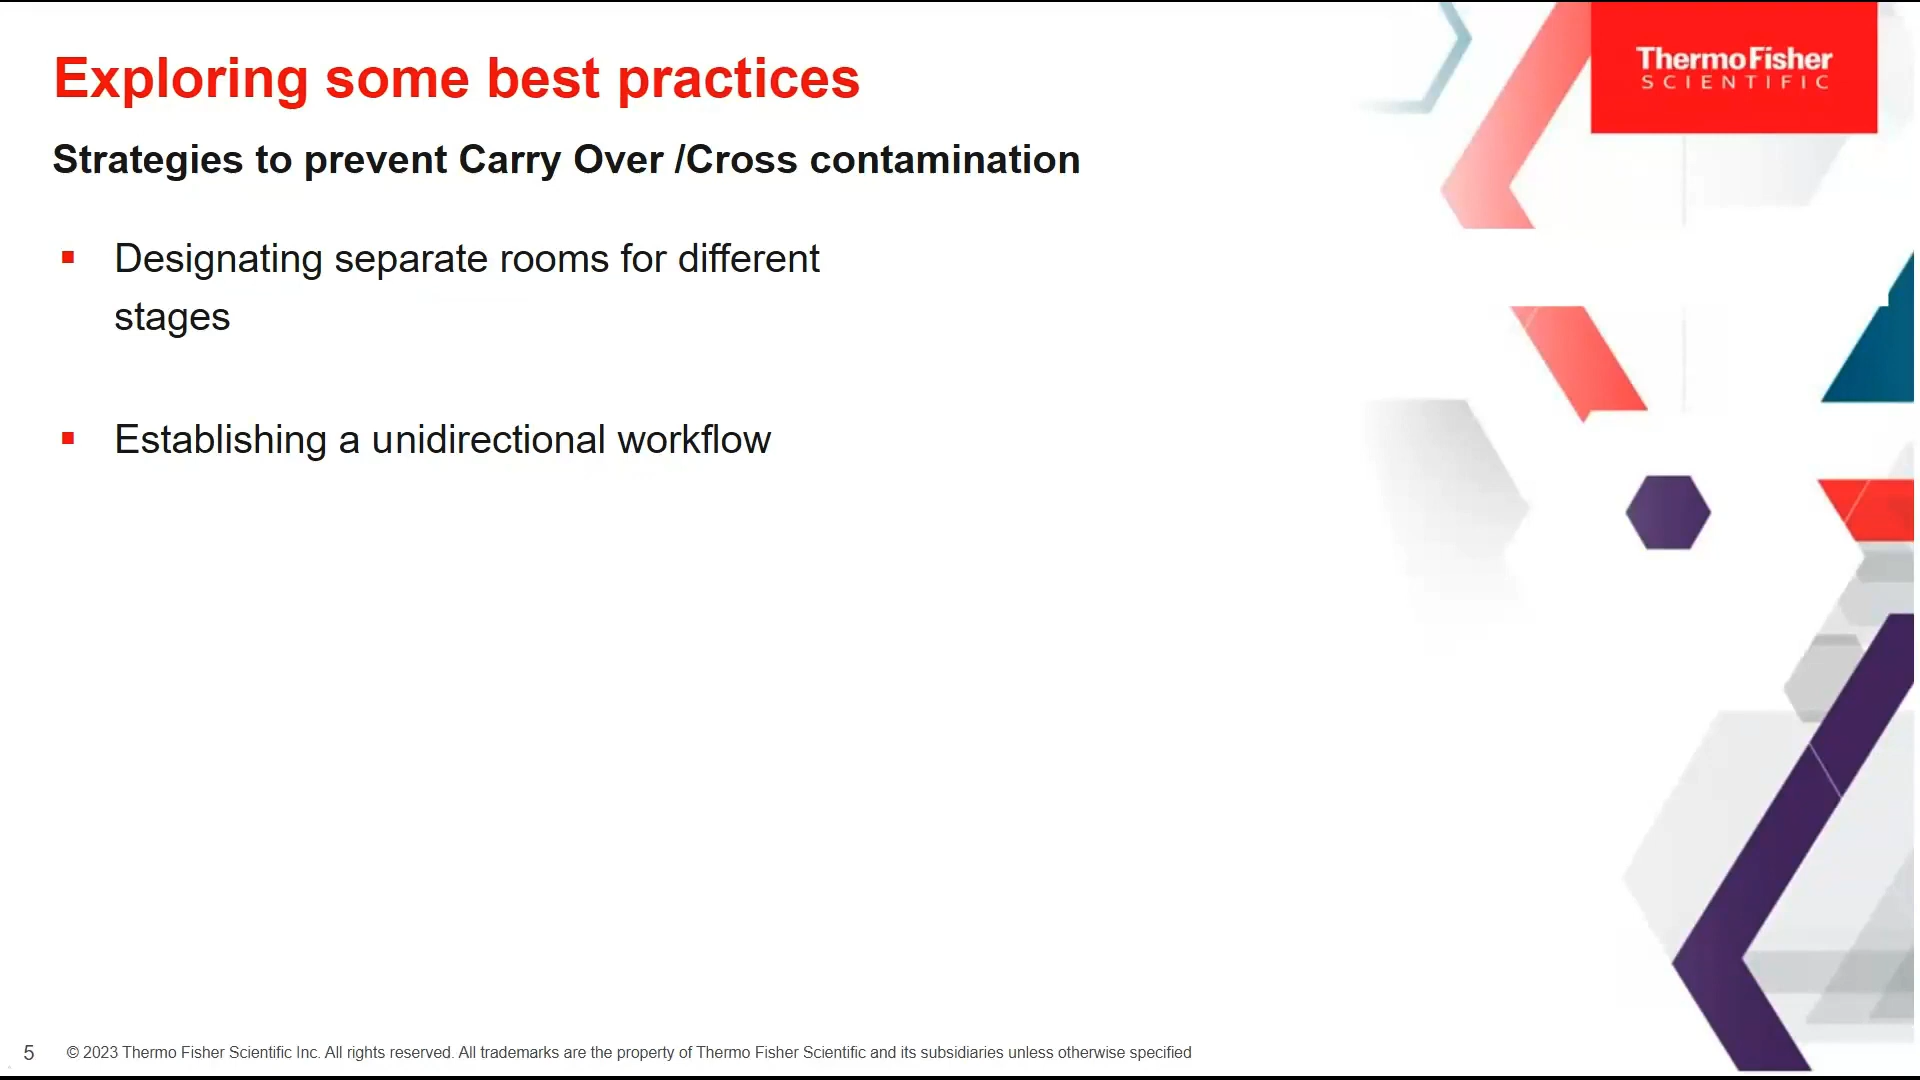 Exploring some best practices
ThermoFisher
SCIENTIFIC
Strategies to prevent Carry Over /Cross contamination
▪ Designating separate rooms for different
stages
▪ Establishing a unidirectional workflow
5 © 2023 Thermo Fisher Scientific Inc. All rights reserved. All trademarks are the property of Thermo Fisher Scientific and its subsidiaries unless otherwise specified